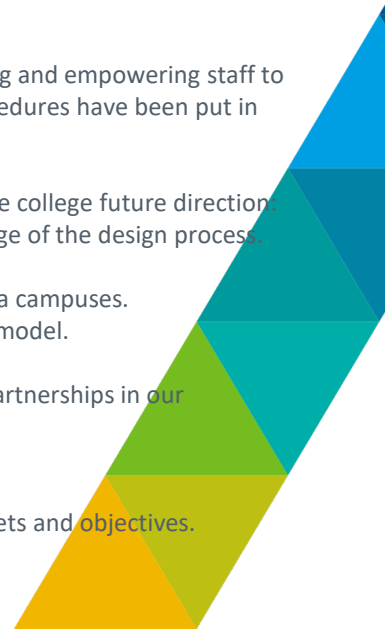 g and empowering staff to
edures have been put in
e college future direction:
ge of the design process.
a campuses.
model.
artnerships in our
ets and objectives.